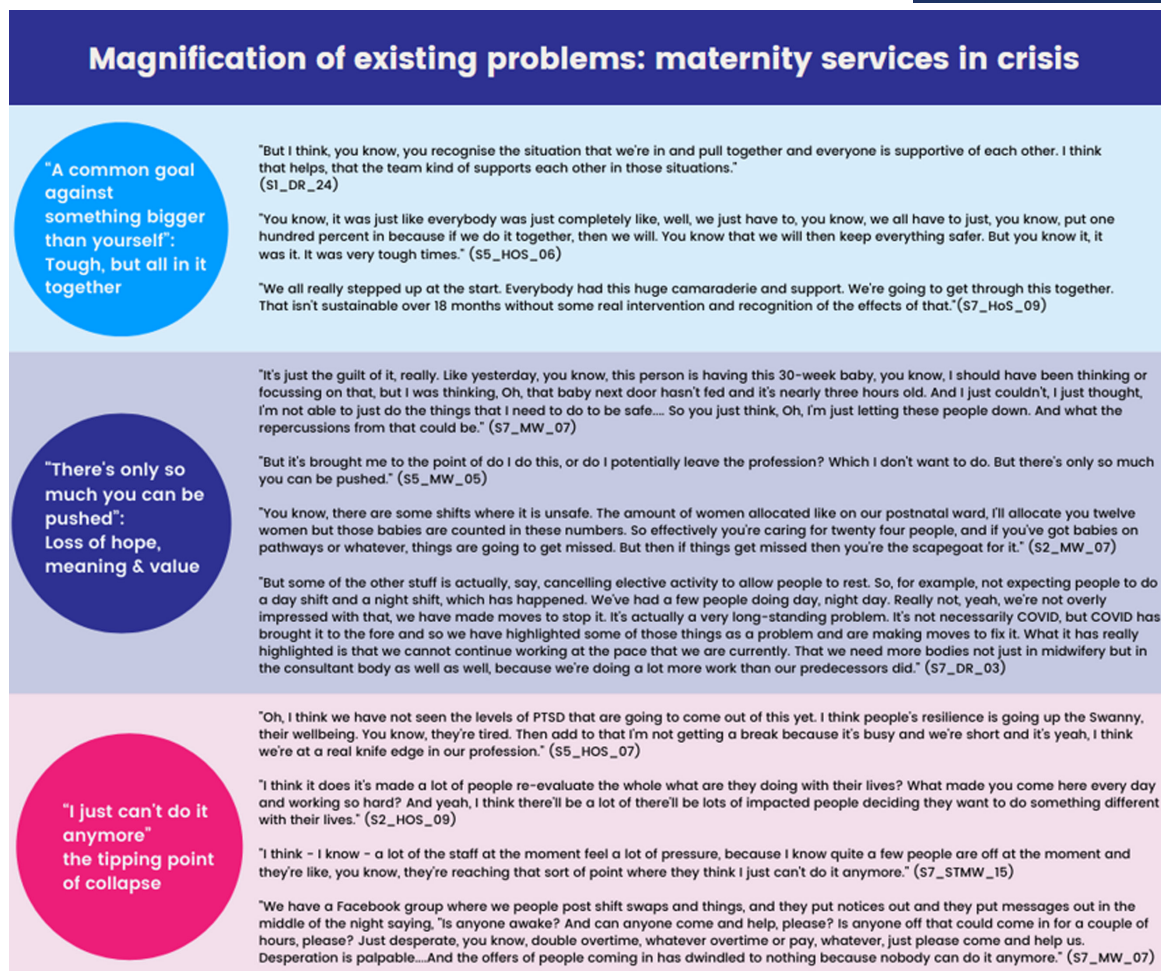 Magnification of existing problems: maternity services in crisis
"A common goal
against
something bigger
than yourself":
Tough, but all in it
together
"But I think, you know, you recognise the situation that we're in and pull together and everyone is supportive of each other. I think
that helps, that the team kind of supports each other in those situations."
(S1_DR_24)
"You know, it was just like everybody was just completely like, well, we just have to, you know, we all have to just, you know, put one
hundred percent in because if we do it together, then we will. You know that we will then keep everything safer. But you know it, it
was it. It was very tough times." (S5_HOS_06)
"We all really stepped up at the start. Everybody had this huge camaraderie and support. We're going to get through this together.
That isn't sustainable over 18 months without some real intervention and recognition of the effects of that."(S7_HoS_09)
"There's only so
much you can be
pushed":
Loss of hope,
meaning & value
"It's just the guilt of it, really. Like yesterday, you know, this person is having this 30-week baby, you know, I should have been thinking or
focussing on that, but I was thinking, Oh, that baby next door hasn't fed and it's nearly three hours old. And I just couldn't, I just thought,
I'm not able to just do the things that I need to do to be safe.... So you just think, Oh, I'm just letting these people down. And what the
repercussions from that could be." (S7_MW_07)
"But it's brought me to the point of do I do this, or do I potentially leave the profession? Which I don't want to do. But there's only so much
you can be pushed." (S5_MW_05)
"You know, there are some shifts where it is unsafe. The amount of women allocated like on our postnatal ward, I'll allocate you twelve
women but those babies are counted in these numbers. So effectively you're caring for twenty four people, and if you've got babies on
pathways or whatever, things are going to get missed. But then if things get missed then you're the scapegoat for it." (S2_MW_07)
"But some of the other stuff is actually, say, cancelling elective activity to allow people to rest. So, for example, not expecting people to do
a day shift and a night shift, which has happened. We've had a few people doing day, night day. Really not, yeah, we're not overly
impressed with that, we have made moves to stop it. It's actually a very long-standing problem. It's not necessarily COVID, but COVID has
brought it to the fore and so we have highlighted some of those things as a problem and are making moves to fix it. What it has really
highlighted is that we cannot continue working at the pace that we are currently. That we need more bodies not just in midwifery but in
the consultant body as well as well, because we're doing a lot more work than our predecessors did." (S7_DR_03)
"I just can't do it
anymore"
the tipping point
of collapse
"Oh, I think we have not seen the levels of PTSD that are going to come out of this yet. I think people's resilience is going up the Swanny,
their wellbeing. You know, they're tired. Then add to that I'm not getting a break because it's busy and we're short and it's yeah, I think
we're at a real knife edge in our profession." (S5_HOS_07)
"I think it does it's made a lot of people re-evaluate the whole what are they doing with their lives? What made you come here every day
and working so hard? And yeah, I think there'll be a lot of there'll be lots of impacted people deciding they want to do something different
with their lives." (S2_HOS_09)
"I think - I know - a lot of the staff at the moment feel a lot of pressure, because I know quite a few people are off at the moment and
they're like, you know, they're reaching that sort of point where they think I just can't do it anymore." (S7_STMW_15)
"We have a Facebook group where we people post shift swaps and things, and they put notices out and they put messages out in the
middle of the night saying, "Is anyone awake? And can anyone come and help, please? Is anyone off that could come in for a couple of
hours, please? Just desperate, you know, double overtime, whatever overtime or pay, whatever, just please come and help us.
Desperation is palpable....And the offers of people coming in has dwindled to nothing because nobody can do it anymore." (S7_MW_07)